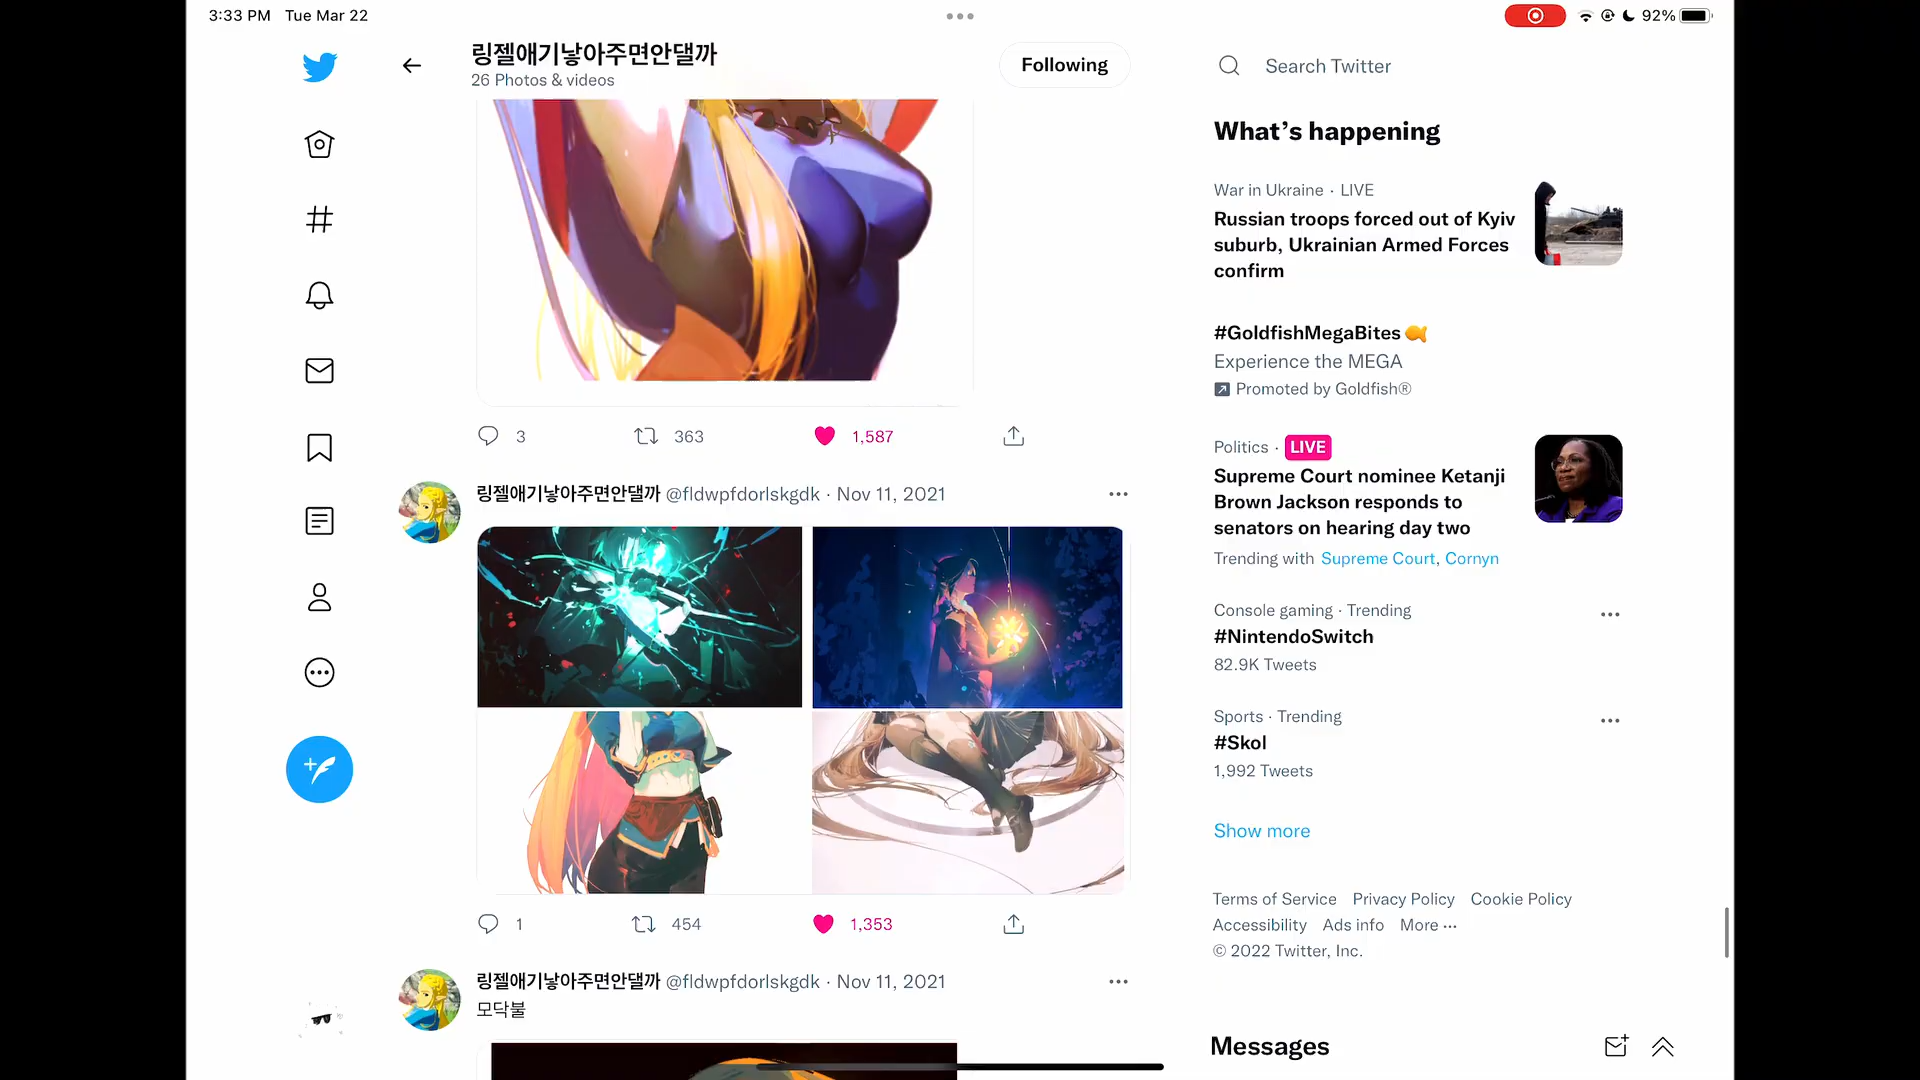 3:33 PM Tue Mar 22
92%
링젤애기낳아주면안댈까
26 Photos & videos
Following
3
363
1,587
링젤애기낳아주면안댈까 @fldwpfdorlskgdk · Nov 11, 2021
1
454
1,353
링젤애기낳아주면안댈까 @fldwpfdorlskgdk · Nov 11, 2021
모닥불
Search Twitter
What's happening
War in Ukraine · LIVE
Russian troops forced out of Kyiv
suburb, Ukrainian Armed Forces
confirm
#GoldfishMegaBites
Experience the MEGA
Promoted by Goldfish®
Politics · LIVE
Supreme Court nominee Ketanji
Brown Jackson responds to
senators on hearing day two
Trending with Supreme Court, Cornyn
Console gaming · Trending
#NintendoSwitch
82.9K Tweets
Sports · Trending
#Skol
1,992 Tweets
Show more
Terms of Service Privacy Policy Cookie Policy
Accessibility Ads info More ···
© 2022 Twitter, Inc.
Messages